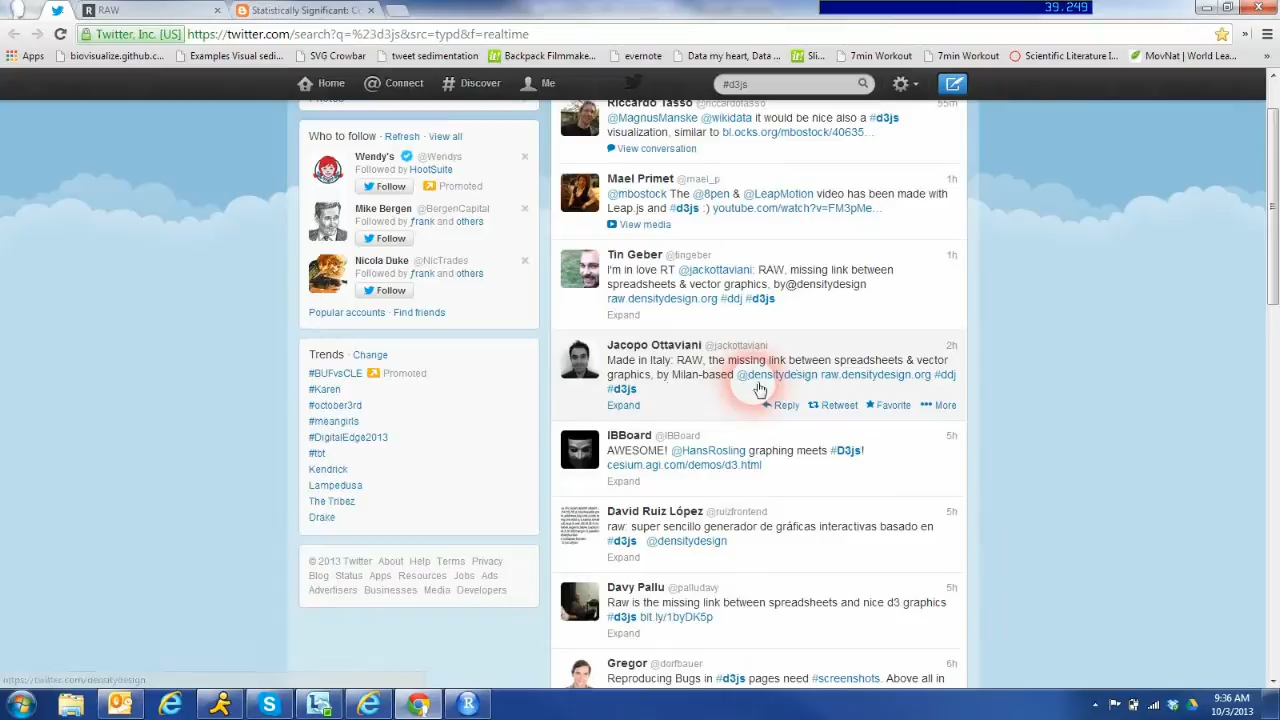 39.249
RAW
Statistically Significant: Co
Twitter, Inc. [US]
https://twitter.com/search?q=%23d3js&src=typd&f=realtime
Apps
biovisualize.github.c...
Examples Visual sedi...
SVG Crowbar
tweet sedimentation
Backpack Filmmake...
evernote
Data my heart, Data ...
Sli...
7min Workout
7min Workout
Scientific Literature I...
MovNat | World Lea...
Home
@ Connect
# Discover
Me
#d3js
Who to follow · Refresh · View all
Wendy's @Wendys
Followed by HootSuite
Follow
Promoted
Mike Bergen @BergenCapital
Followed by ƒrank and others
Follow
Nicola Duke @NicTrades
Followed by ƒrank and others
Follow
Popular accounts · Find friends
Trends · Change
#BUFvsCLE Promoted
#Karen
#october3rd
#meangirls
#DigitalEdge2013
#tbt
Kendrick
Lampedusa
The Tribez
Drake
© 2013 Twitter About Help Terms Privacy
Blog Status Apps Resources Jobs Ads
Advertisers Businesses Media Developers
Riccardo Tasso @riccardotasso 55m
@MagnusManske @wikidata it would be nice also a #d3js
visualization, similar to bl.ocks.org/mbostock/40635...
View conversation
Mael Primet @mael_p 1h
@mbostock The @8pen & @LeapMotion video has been made with
Leap.js and #d3js :) youtube.com/watch?v=FM3pMe...
View media
Tin Geber @tingeber 1h
I'm in love RT @jackottaviani: RAW, missing link between
spreadsheets & vector graphics, by@densitydesign
raw.densitydesign.org #ddj #d3js
Expand
Jacopo Ottaviani @jackottaviani 2h
Made in Italy: RAW, the missing link between spreadsheets & vector
graphics, by Milan-based @densitydesign raw.densitydesign.org #ddj
#d3js
Expand
Reply Retweet Favorite More
IBBoard @IBBoard 5h
AWESOME! @HansRosling graphing meets #D3js!
cesium.agi.com/demos/d3.html
Expand
David Ruiz López @ruizfrontend 5h
raw: super sencillo generador de gráficas interactivas basado en
#d3js @densitydesign
Expand
Davy Pallu @palludavy 5h
Raw is the missing link between spreadsheets and nice d3 graphics
#d3js bit.ly/1byDK5p
Expand
Gregor @dorfbauer 6h
Reproducing Bugs in #d3js pages need #screenshots. Above all in
https://twitter.com/densitydesign
9:36 AM
10/3/2013